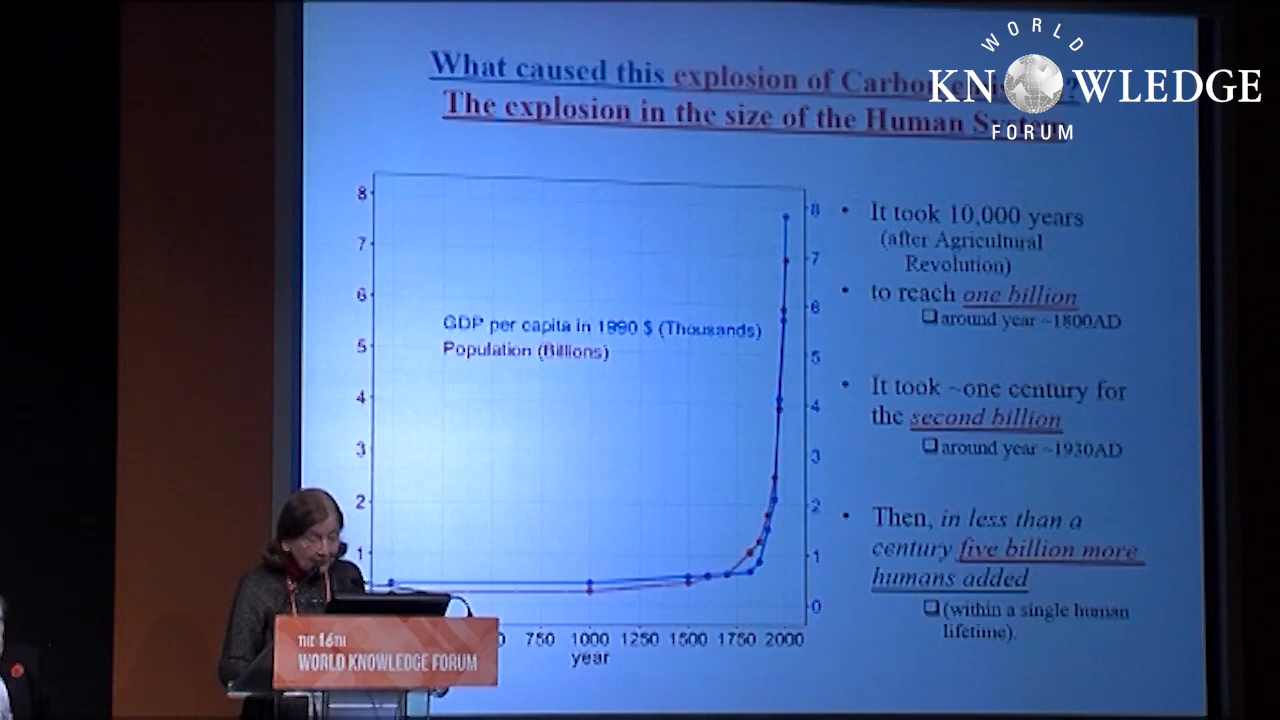 WORLD
KNOWLEDGE
FORUM
What caused this explosion of
The explosion in the size of the Human
8
7
6
5
4
3
2
1
GDP per capita in 1990 $ (Thousands)
Population (Billions)
8
7
6
5
4
3
2
1
0
750 1000 1250 1500 1750 2000
year
• It took 10,000 years
(after Agricultural
Revolution)
• to reach one billion
❑ around year ~1800AD
• It took ~one century for
the second billion
❑ around year ~1930AD
• Then, in less than a
century five billion more
humans added
❑ (within a single human
lifetime).
THE 16TH
WORLD KNOWLEDGE FORUM